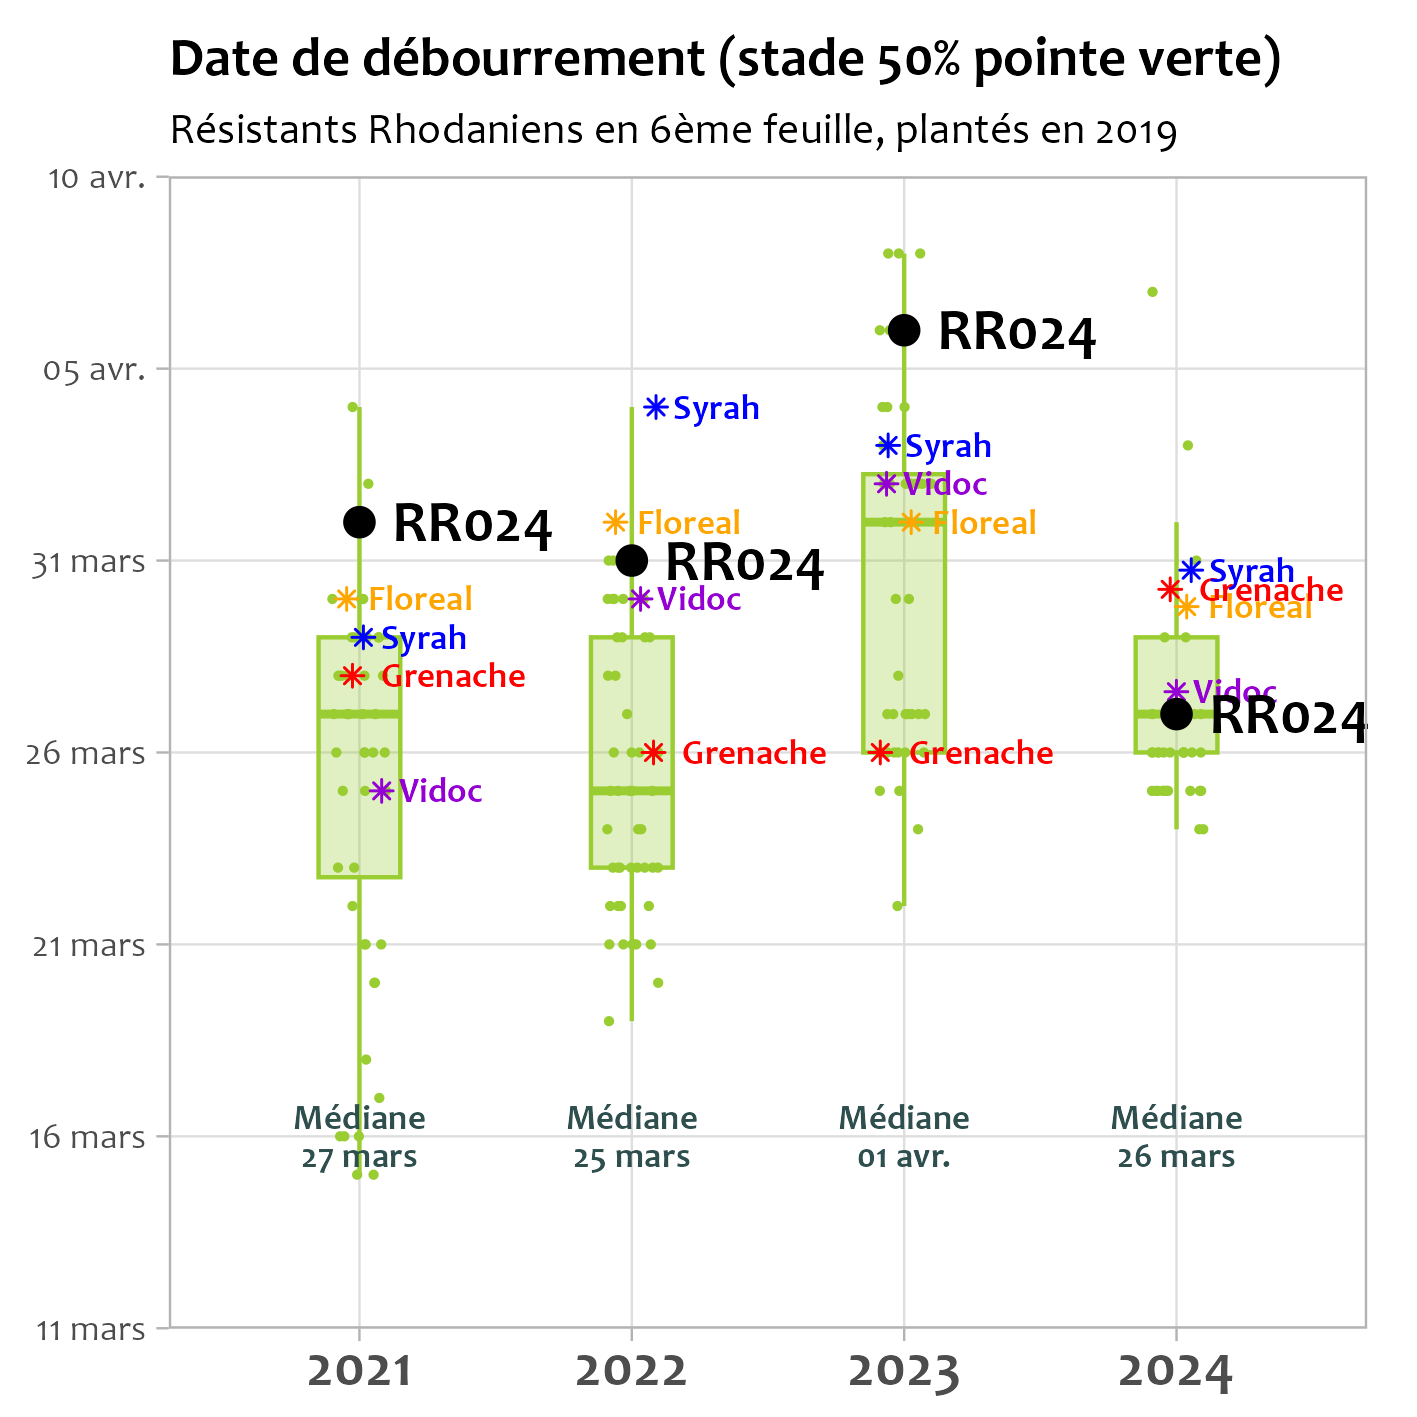 Date de débourrement (stade 50% pointe verte)
Résistants Rhodaniens en 6ème feuille, plantés en 2019
10 avr.
05 avr.
31 mars
26 mars
21 mars
16 mars
11 mars
RR024
Floreal
Syrah
Grenache
Vidoc
Médiane
27 mars
Syrah
Floreal
RR024
Vidoc
Grenache
Médiane
25 mars
RR024
Syrah
Vidoc
Floreal
Grenache
Médiane
01 avr.
Syrah
Grenache
Floreal
Vidoc
RR024
Médiane
26 mars
2021
2022
2023
2024